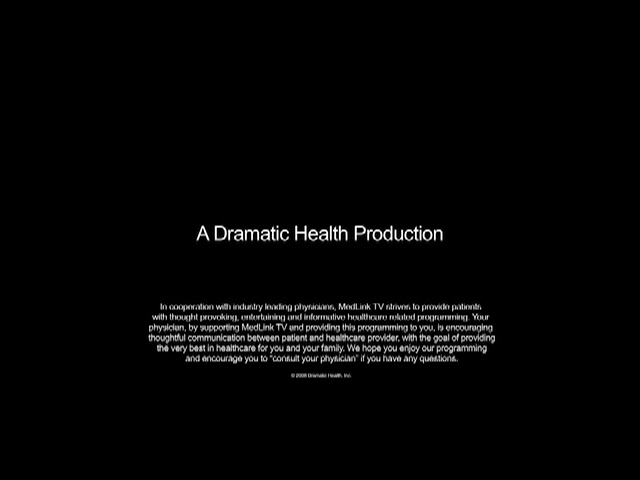 A Dramatic Health Production
In cooperation with industry leading physicians, MedLink TV strives to provide patients
with thought provoking, entertaining and informative healthcare related programming. Your
physician, by supporting MedLink TV and providing this programming to you, is encouraging
thoughtful communication between patient and healthcare provider, with the goal of providing
the very best in healthcare for you and your family. We hope you enjoy our programming
and encourage you to "consult your physician" if you have any questions.
© 2008 Dramatic Health, Inc.